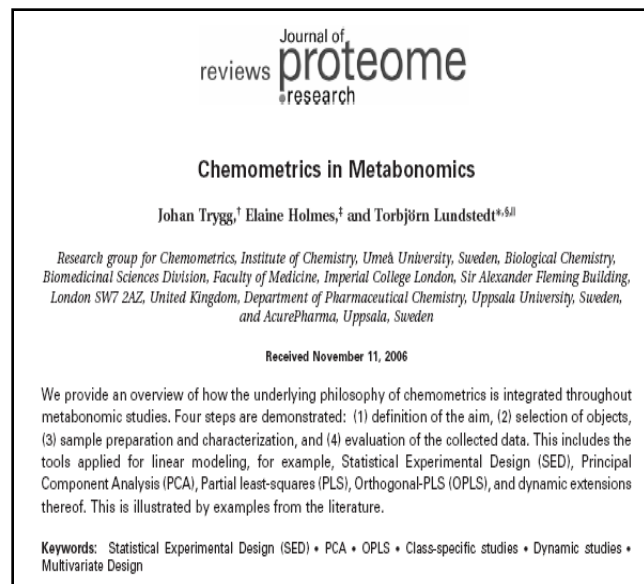 Journal of
reviews proteome
research
Chemometrics in Metabonomics
Johan Trygg,† Elaine Holmes,‡ and Torbjörn Lundstedt*,§,||
Research group for Chemometrics, Institute of Chemistry, Umeå University, Sweden, Biological Chemistry,
Biomedicinal Sciences Division, Faculty of Medicine, Imperial College London, Sir Alexander Fleming Building,
London SW7 2AZ, United Kingdom, Department of Pharmaceutical Chemistry, Uppsala University, Sweden,
and AcurePharma, Uppsala, Sweden
Received November 11, 2006
We provide an overview of how the underlying philosophy of chemometrics is integrated throughout
metabonomic studies. Four steps are demonstrated: (1) definition of the aim, (2) selection of objects,
(3) sample preparation and characterization, and (4) evaluation of the collected data. This includes the
tools applied for linear modeling, for example, Statistical Experimental Design (SED), Principal
Component Analysis (PCA), Partial least-squares (PLS), Orthogonal-PLS (OPLS), and dynamic extensions
thereof. This is illustrated by examples from the literature.
Keywords: Statistical Experimental Design (SED) • PCA • OPLS • Class-specific studies • Dynamic studies •
Multivariate Design